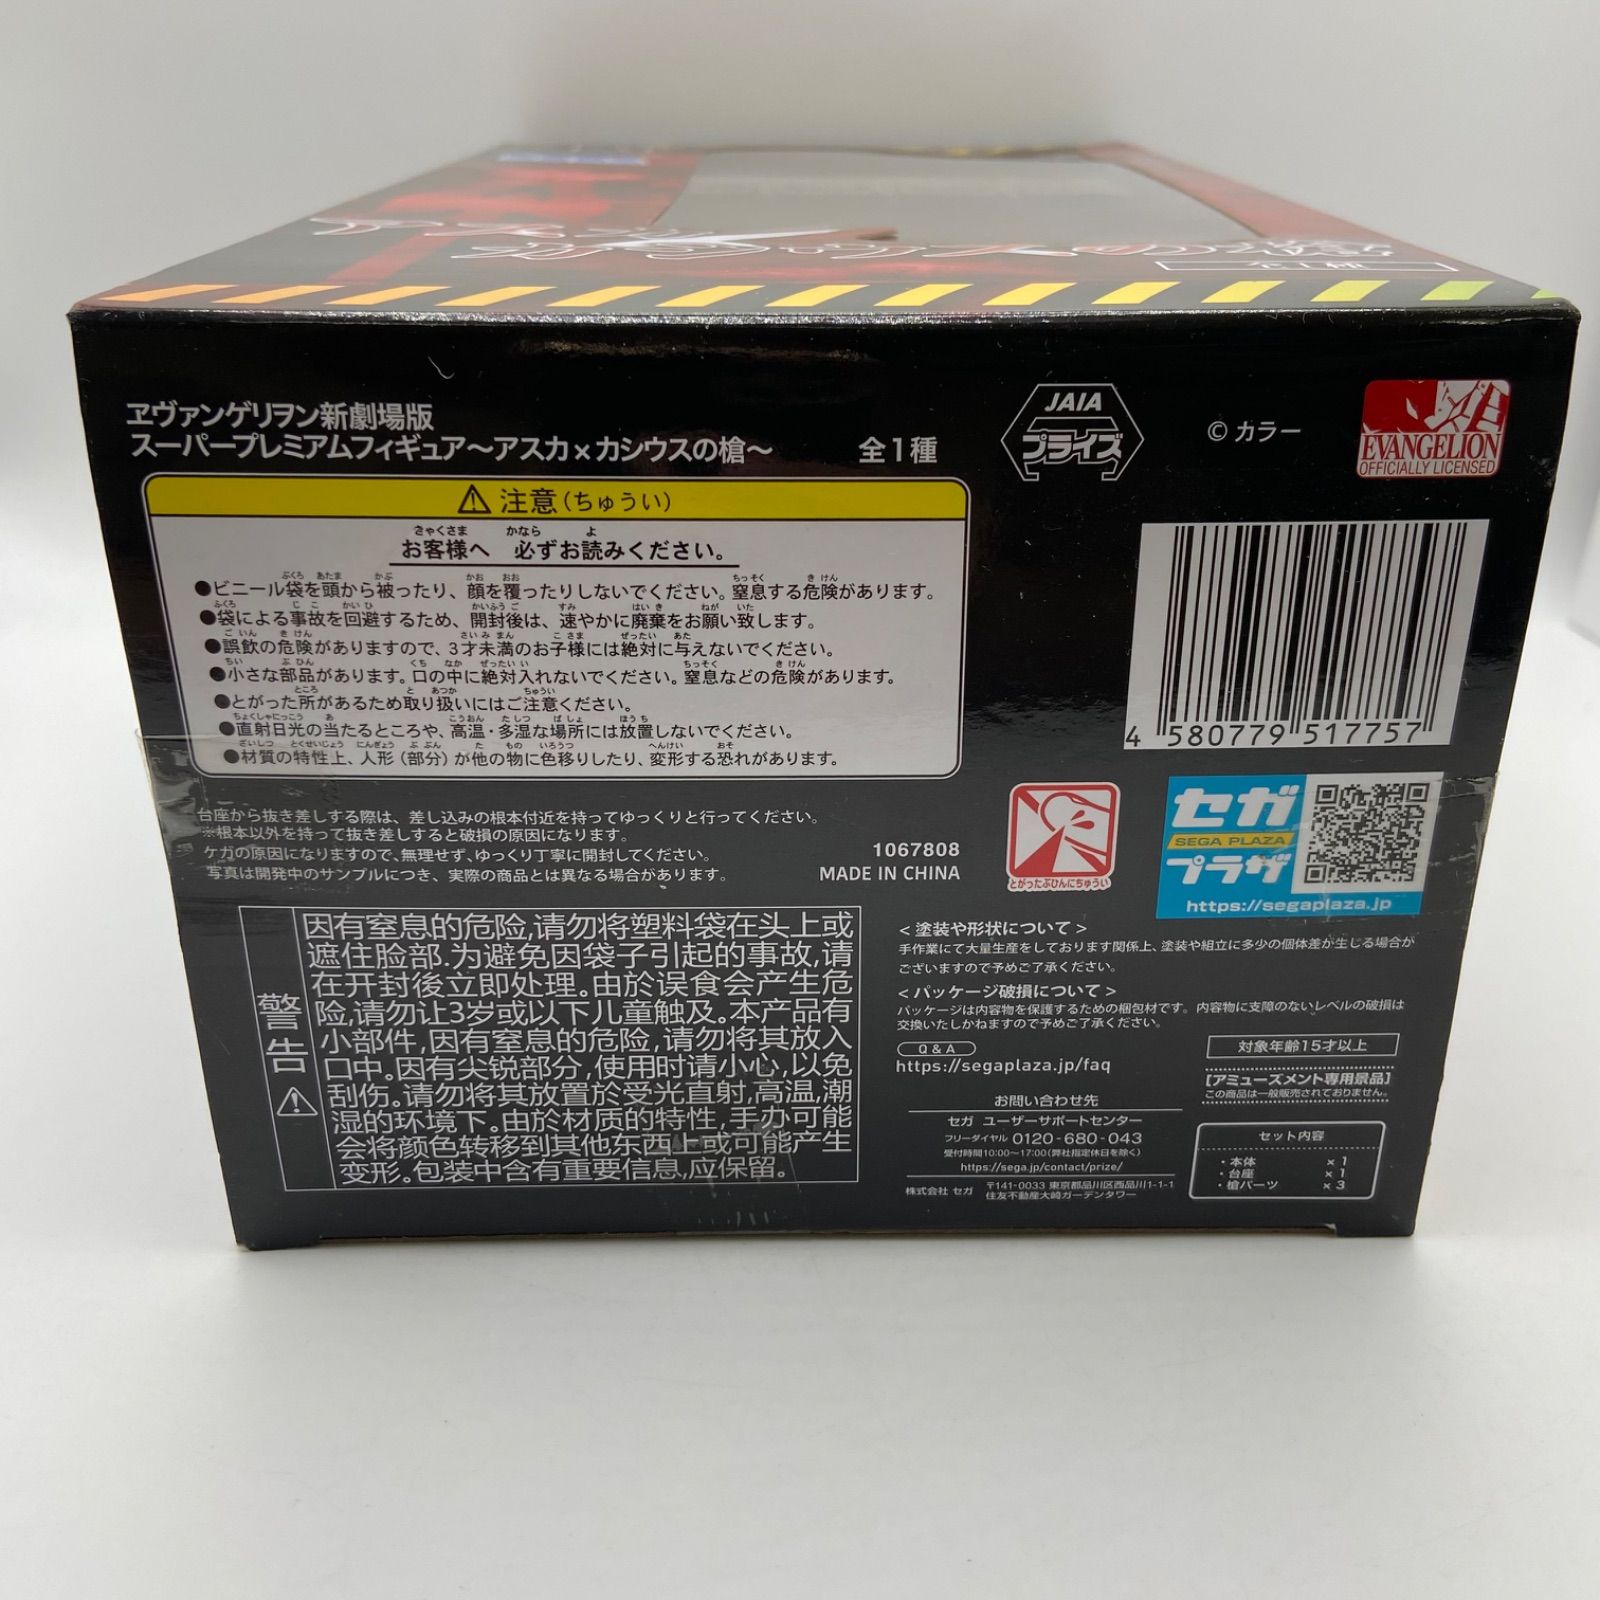 ヱヴァンゲリヲン新劇場版
スーパープレミアムフィギュア～アスカ×カシウスの槍～ 全1種
JAIA
プライズ
© カラー
EVANGELION
OFFICIALLY LICENSED
⚠ 注意（ちゅうい）
お客様へ 必ずお読みください。
●ビニール袋を頭から被ったり、顔を覆ったりしないでください。窒息する危険があります。
●袋による事故を回避するため、開封後は、速やかに廃棄をお願い致します。
●誤飲の危険がありますので、3才未満のお子様には絶対に与えないでください。
●小さな部品があります。口の中に絶対入れないでください。窒息などの危険があります。
●とがった所があるため取り扱いにはご注意ください。
●直射日光の当たるところや、高温・多湿な場所には放置しないでください。
●材質の特性上、人形（部分）が他の物に色移りしたり、変形する恐れがあります。
4 580779 517757
台座から抜き差しする際は、差し込みの根本付近を持ってゆっくりと行ってください。
※根本以外を持って抜き差しすると破損の原因になります。
ケガの原因になりますので、無理せず、ゆっくり丁寧に開封してください。
写真は開発中のサンプルにつき、実際の商品とは異なる場合があります。
1067808
MADE IN CHINA
とがったぶひんにちゅうい
セガ
SEGA PLAZA
プラザ
https://segaplaza.jp
警告
因有窒息的危险,请勿将塑料袋在头上或
遮住脸部.为避免因袋子引起的事故,请
在开封後立即处理。由於误食会产生危
险,请勿让3岁或以下儿童触及。本产品有
小部件,因有窒息的危险,请勿将其放入
口中。因有尖锐部分,使用时请小心,以免
刮伤。请勿将其放置於受光直射,高温,潮
湿的环境下。由於材质的特性,手办可能
会将颜色转移到其他东西上或可能产生
变形。包装中含有重要信息,应保留。
＜塗装や形状について＞
手作業にて大量生産をしております関係上、塗装や組立に多少の個体差が生じる場合が
ございますので予めご了承ください。
＜パッケージ破損について＞
パッケージは内容物を保護するための梱包材です。内容物に支障のないレベルの破損は
交換いたしかねますので予めご了承ください。
Q & A
https://segaplaza.jp/faq
お問い合わせ先
セガ ユーザーサポートセンター
フリーダイヤル 0120-680-043
受付時間10:00～17:00（弊社指定休日を除く）
https://sega.jp/contact/prize/
株式会社 セガ 〒141-0033 東京都品川区西品川1-1-1
住友不動産大崎ガーデンタワー
対象年齢15才以上
【アミューズメント専用景品】
この商品は一般販売されておりません。
セット内容
・本体 ×1
・台座 ×1
・槍パーツ ×3